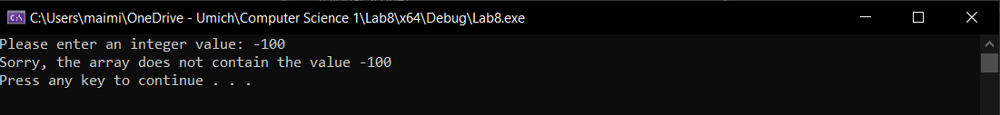 C:\Users\maimi\OneDrive - Umich\Computer Science 1\Lab8\x64\Debug\Lab8.exe
Please enter an integer value: -100
Sorry, the array does not contain the value -100
Press any key to continue . . .